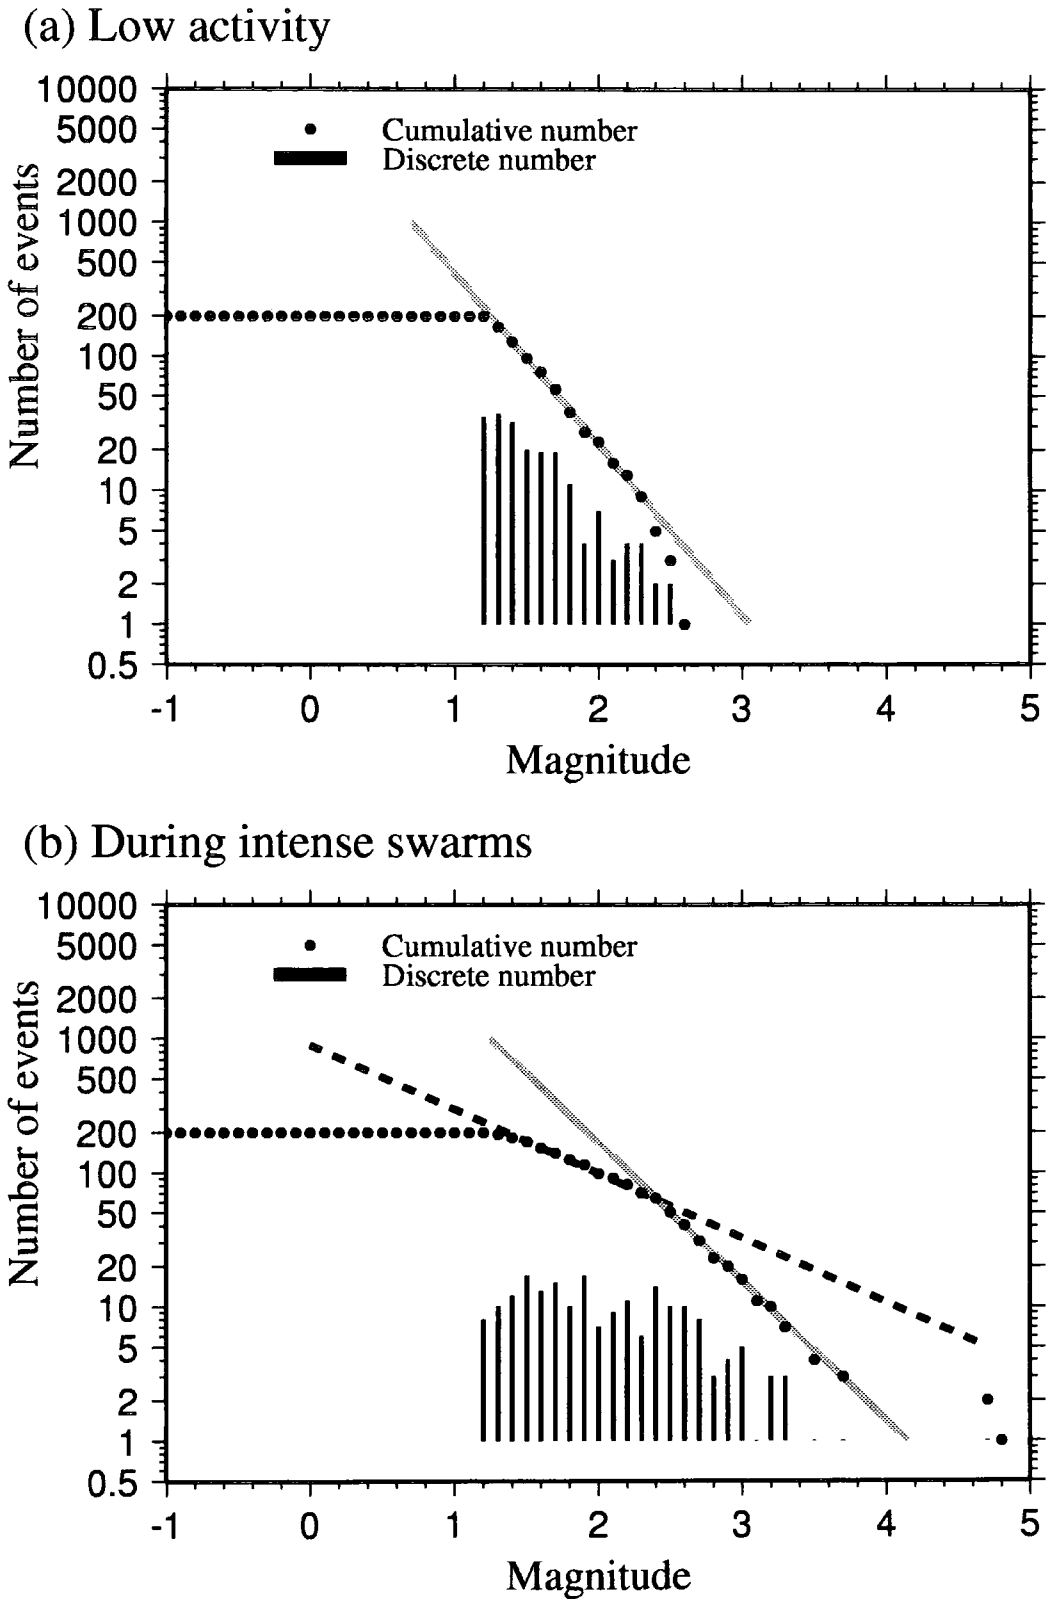 (a) Low activity
10000
5000
2000
1000
500
200
100
50
20
10
5
2
1
0.5
Number of events
Cumulative number
Discrete number
-1 0 1 2 3 4 5
Magnitude
(b) During intense swarms
10000
5000
2000
1000
500
200
100
50
20
10
5
2
1
0.5
Number of events
Cumulative number
Discrete number
-1 0 1 2 3 4 5
Magnitude